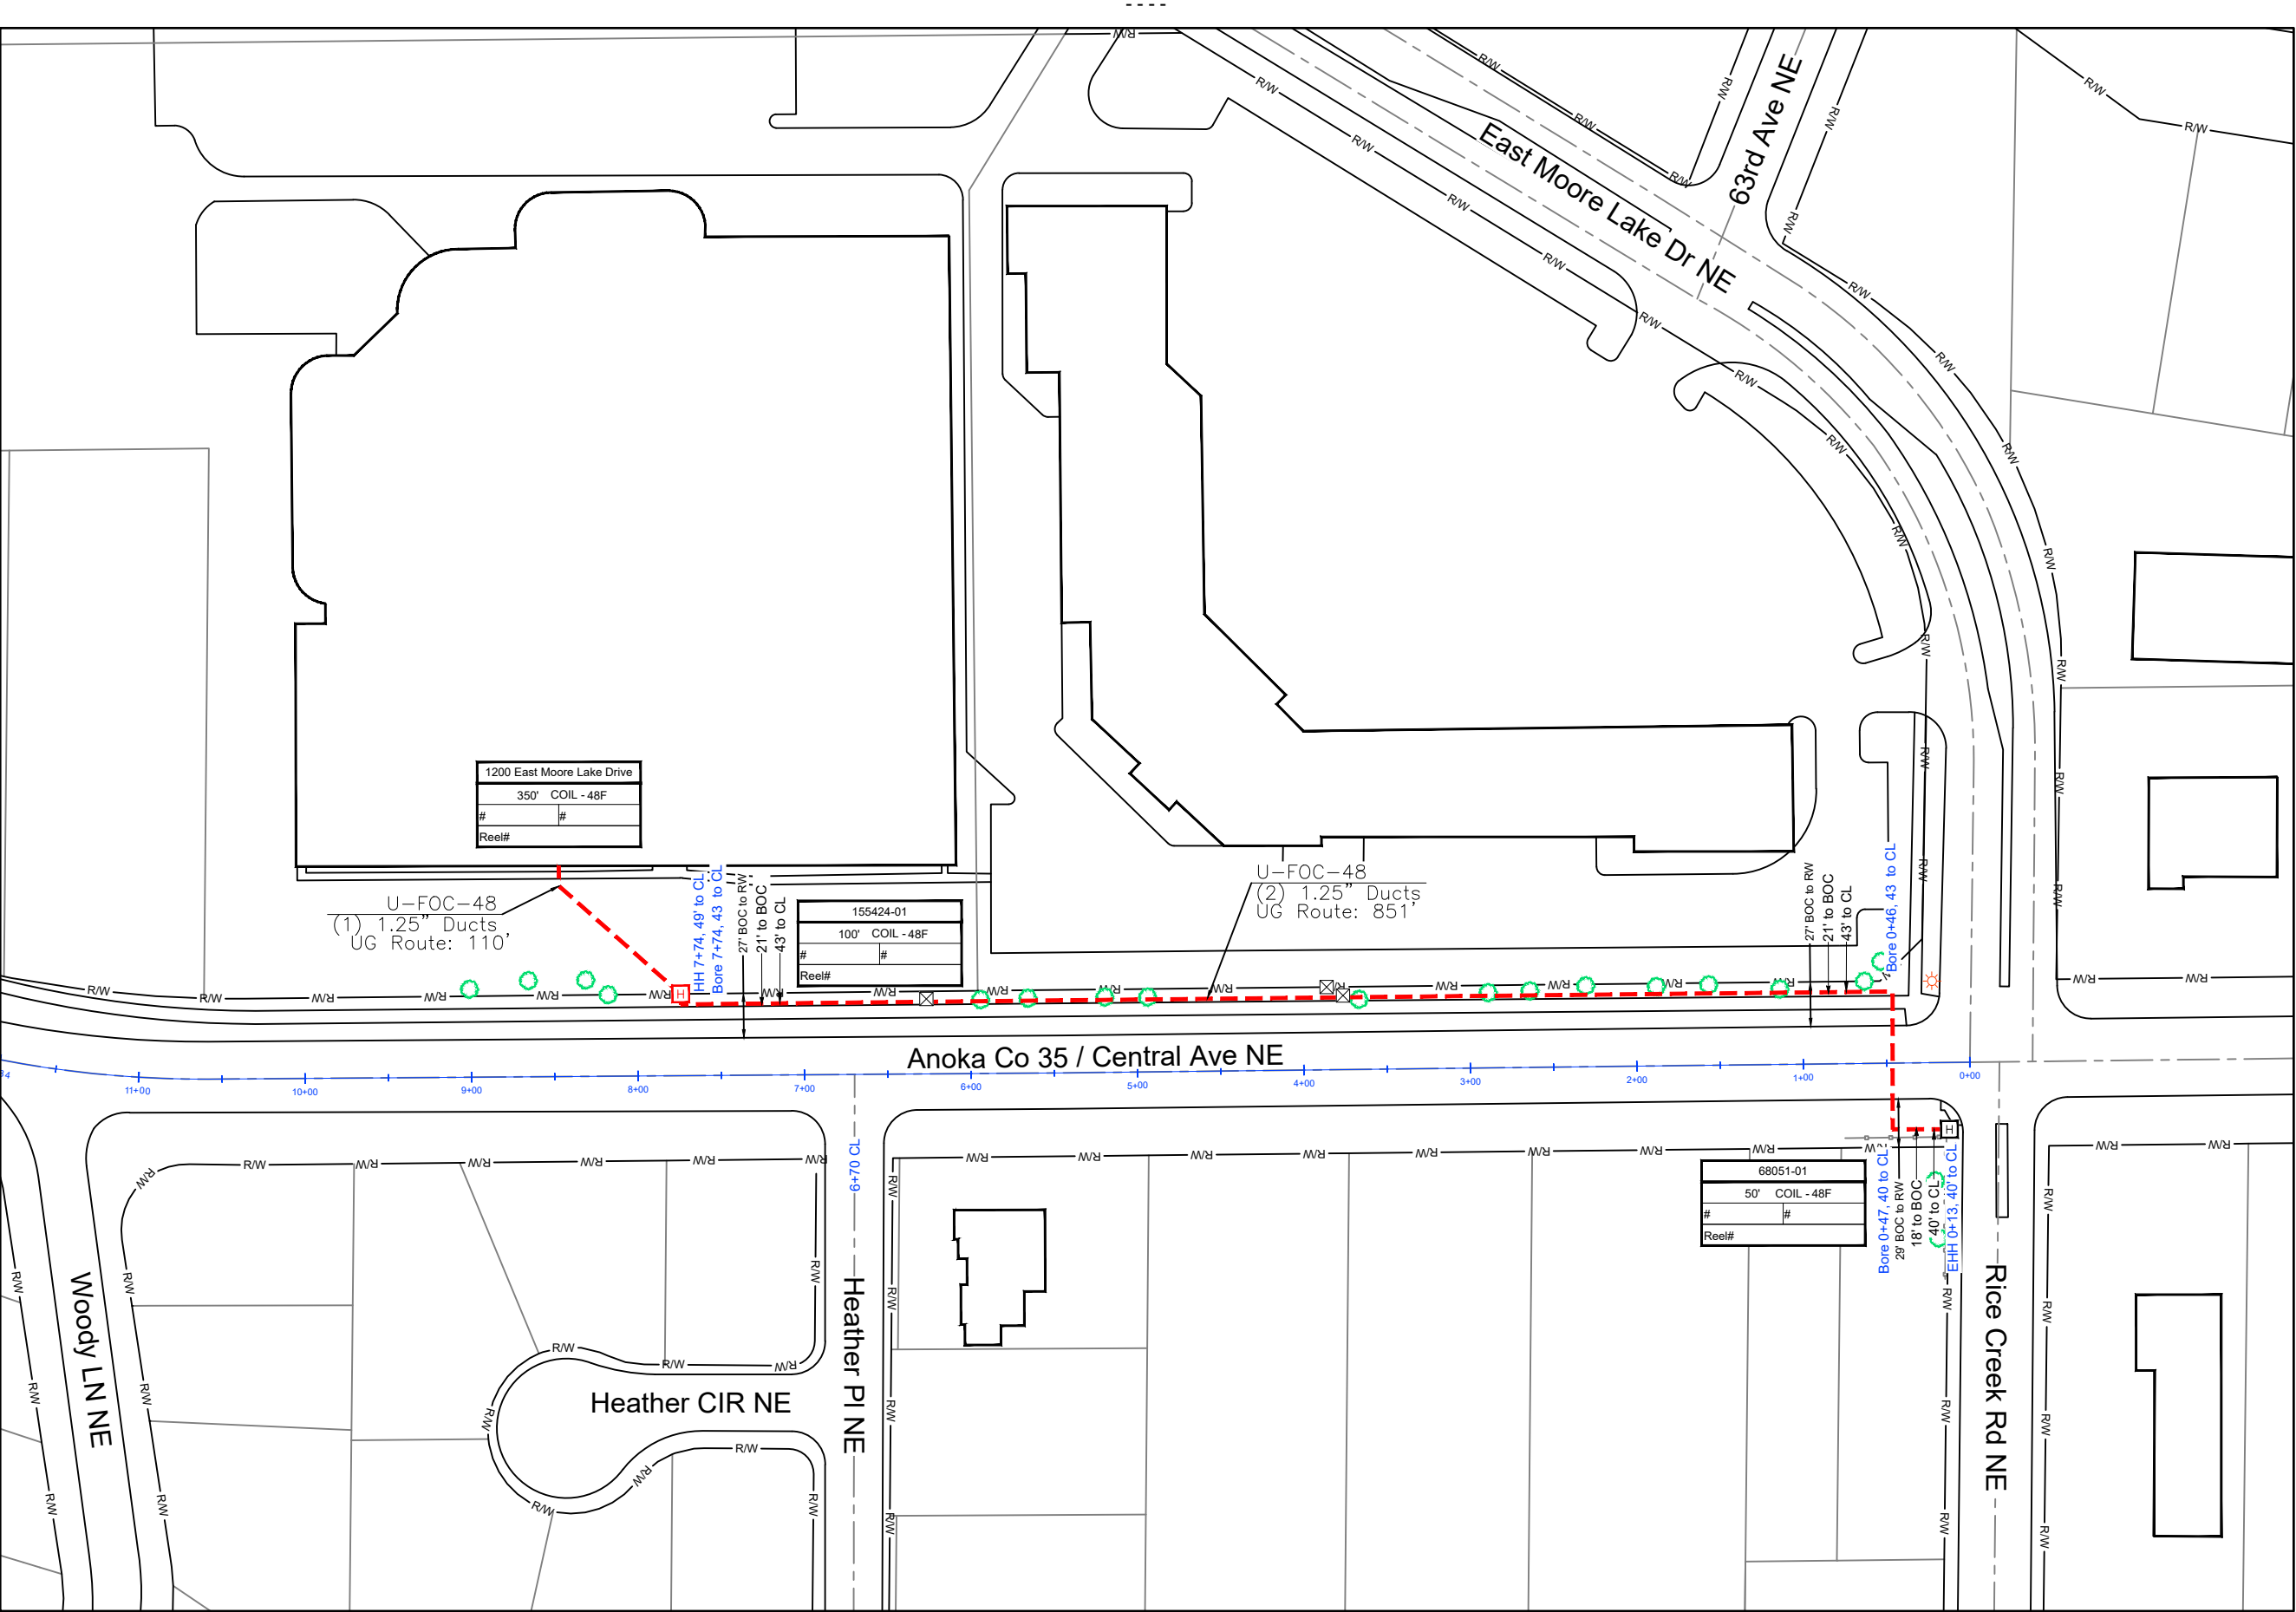 East Moore Lake Dr NE
63rd Ave NE
1200 East Moore Lake Drive
350' COIL - 48F
# #
Reel#
U-FOC-48
(1) 1.25" Ducts
UG Route: 110'
HH 7+74, 49' to CL
Bore 7+74, 43 to CL
27' BOC to RW
21' to BOC
43' to CL
155424-01
100' COIL - 48F
# #
Reel#
U-FOC-48
(2) 1.25" Ducts
UG Route: 851'
27' BOC to RW
21' to BOC
43' to CL
Bore 0+46, 43 to CL
R/W
H
Anoka Co 35 / Central Ave NE
11+00
10+00
9+00
8+00
7+00
6+00
5+00
4+00
3+00
2+00
1+00
0+00
H
6+70 CL
68051-01
50' COIL - 48F
# #
Reel#
Bore 0+47, 40 to CL
29' BOC to RW
18' to BOC
40' to CL
EHH 0+13, 40' to CL
Woody LN NE
Heather CIR NE
Heather Pl NE
Rice Creek Rd NE